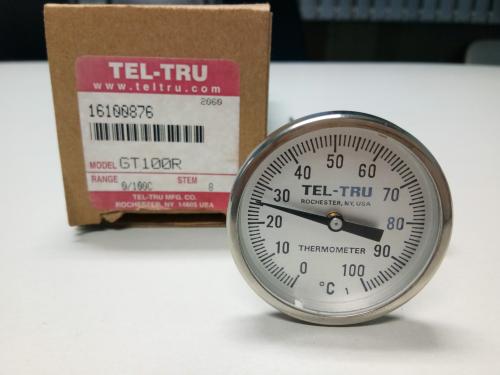 TEL-TRU
www.teltru.com
2060
16100876
MODEL GT100R
RANGE STEM
0/100C 8
TEL-TRU MFG. CO.
ROCHESTER, NY 14605 USA
0
10
20
30
40
50
60
70
80
90
100
TEL-TRU
ROCHESTER, NY, USA
THERMOMETER
°C 1